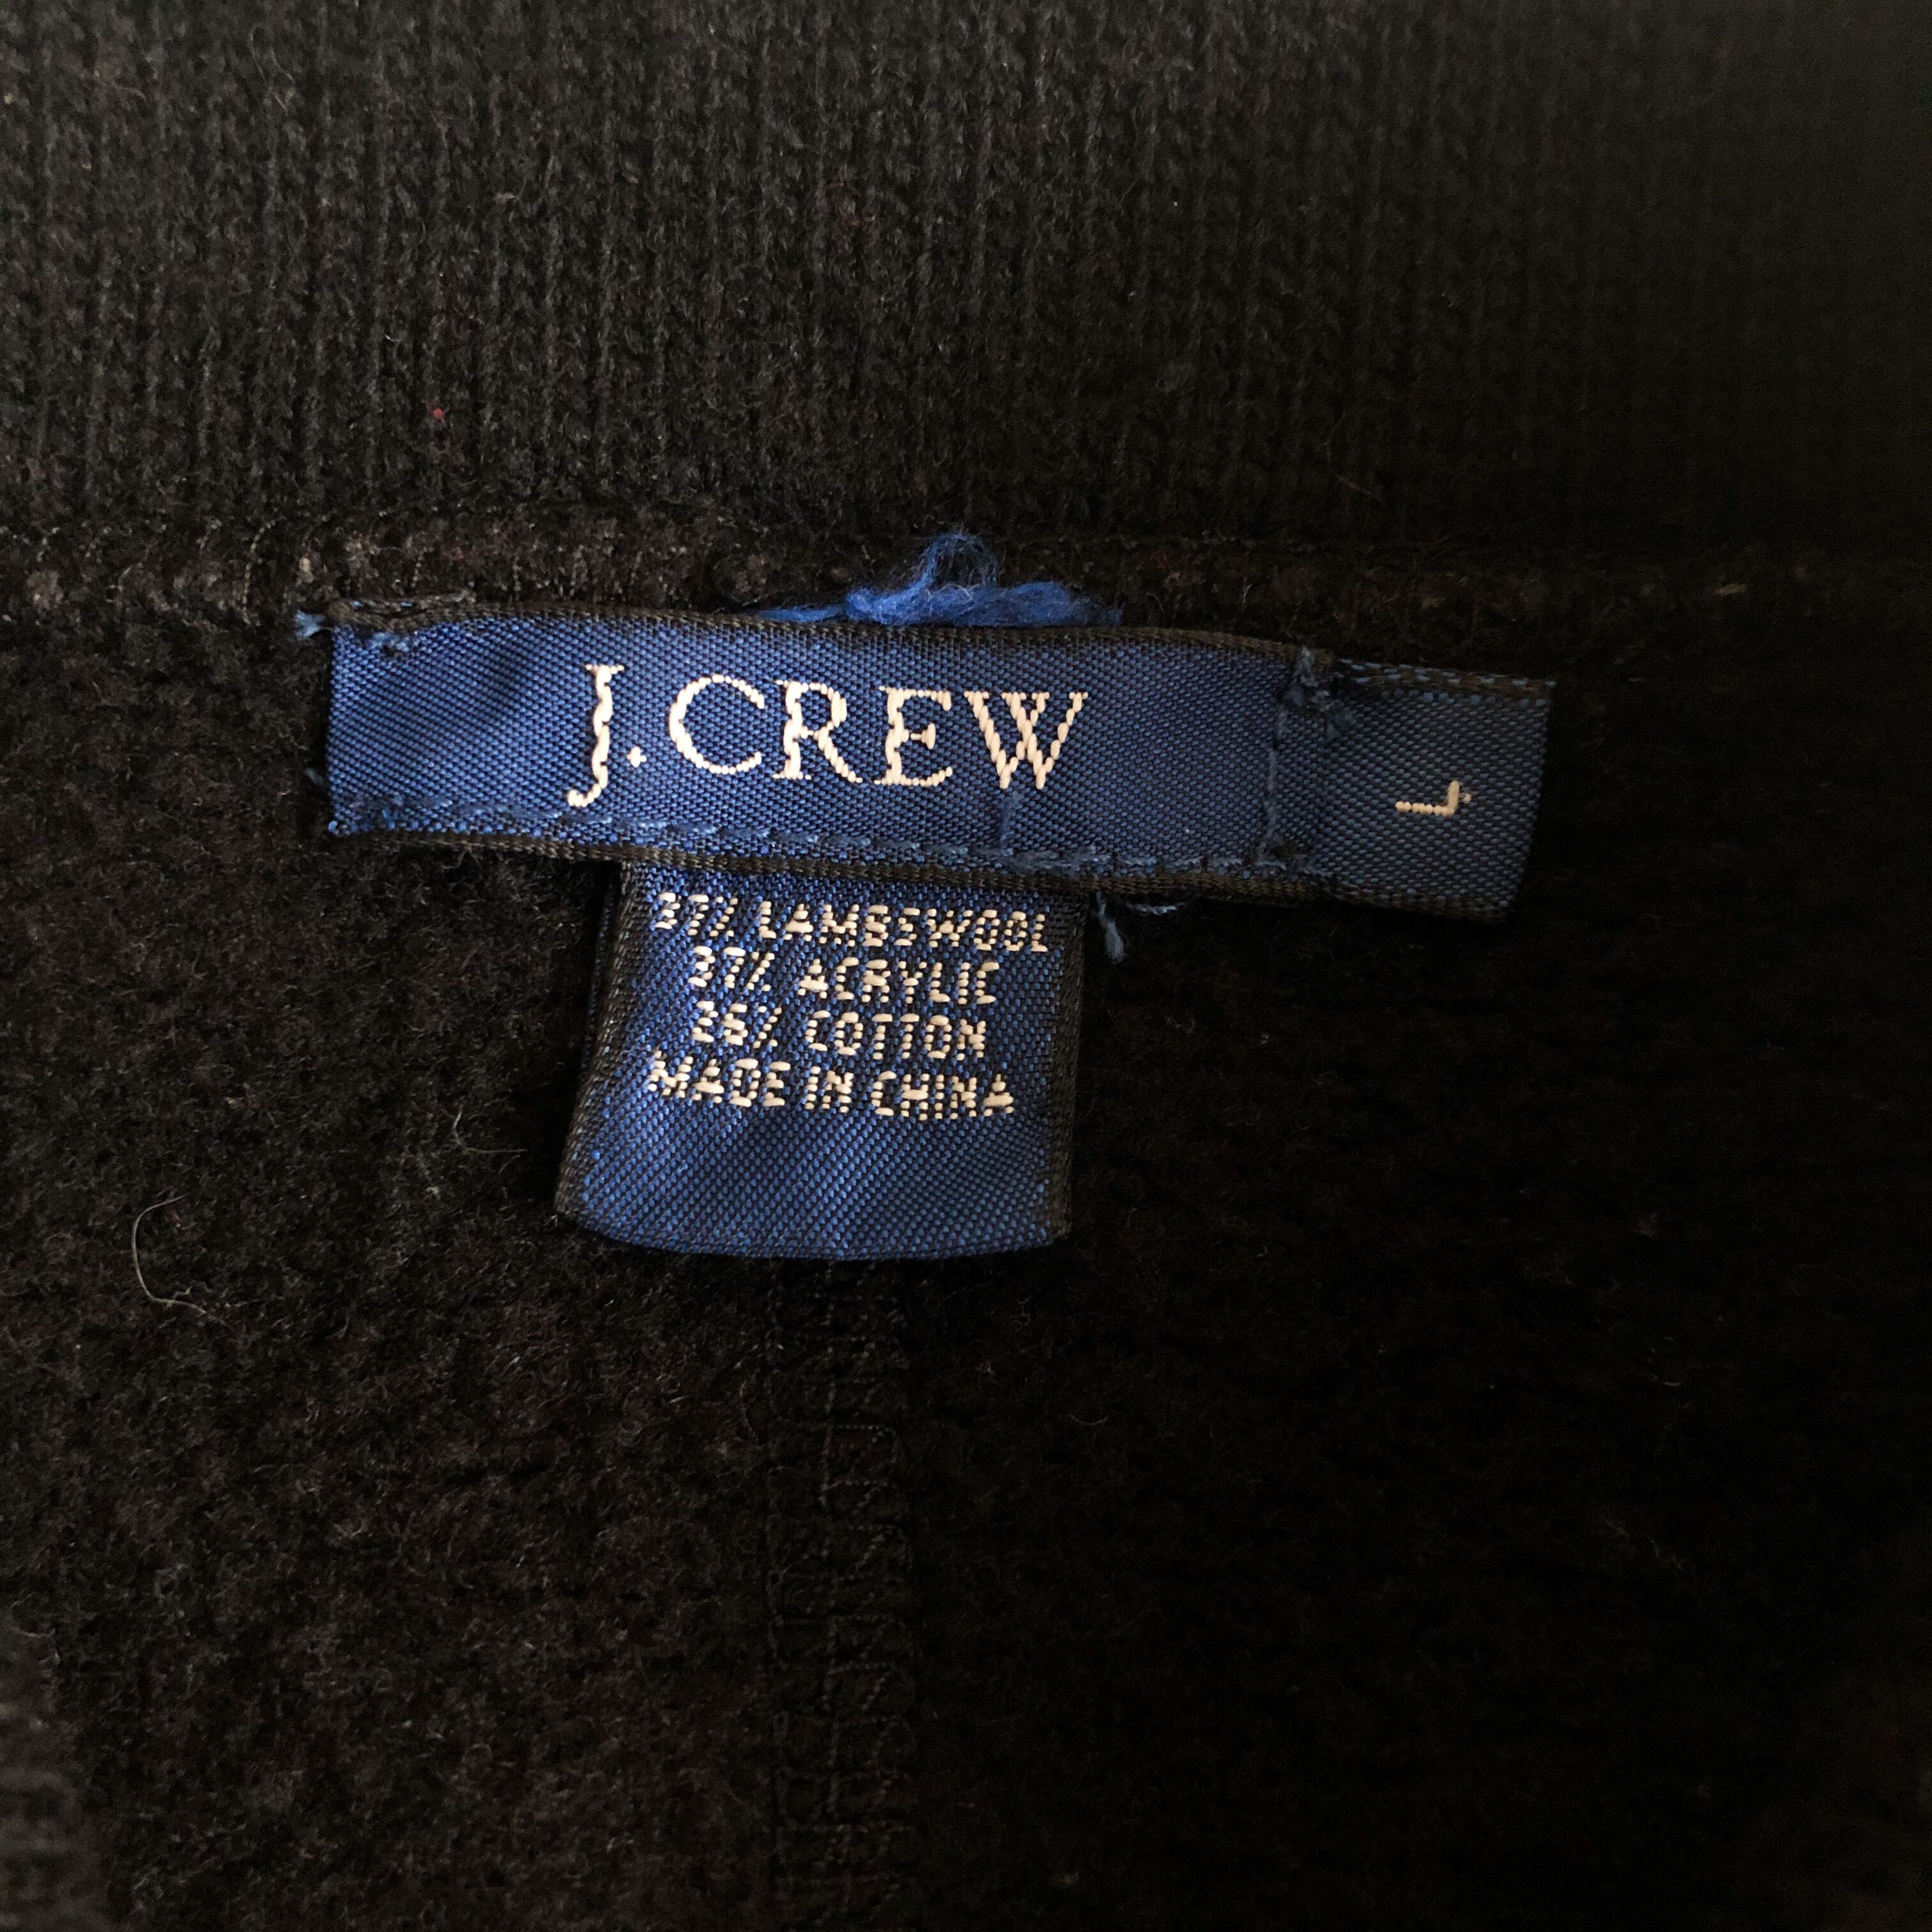 J.CREW
L
37% LAMBSWOOL
37% ACRYLIC
26% COTTON
MADE IN CHINA